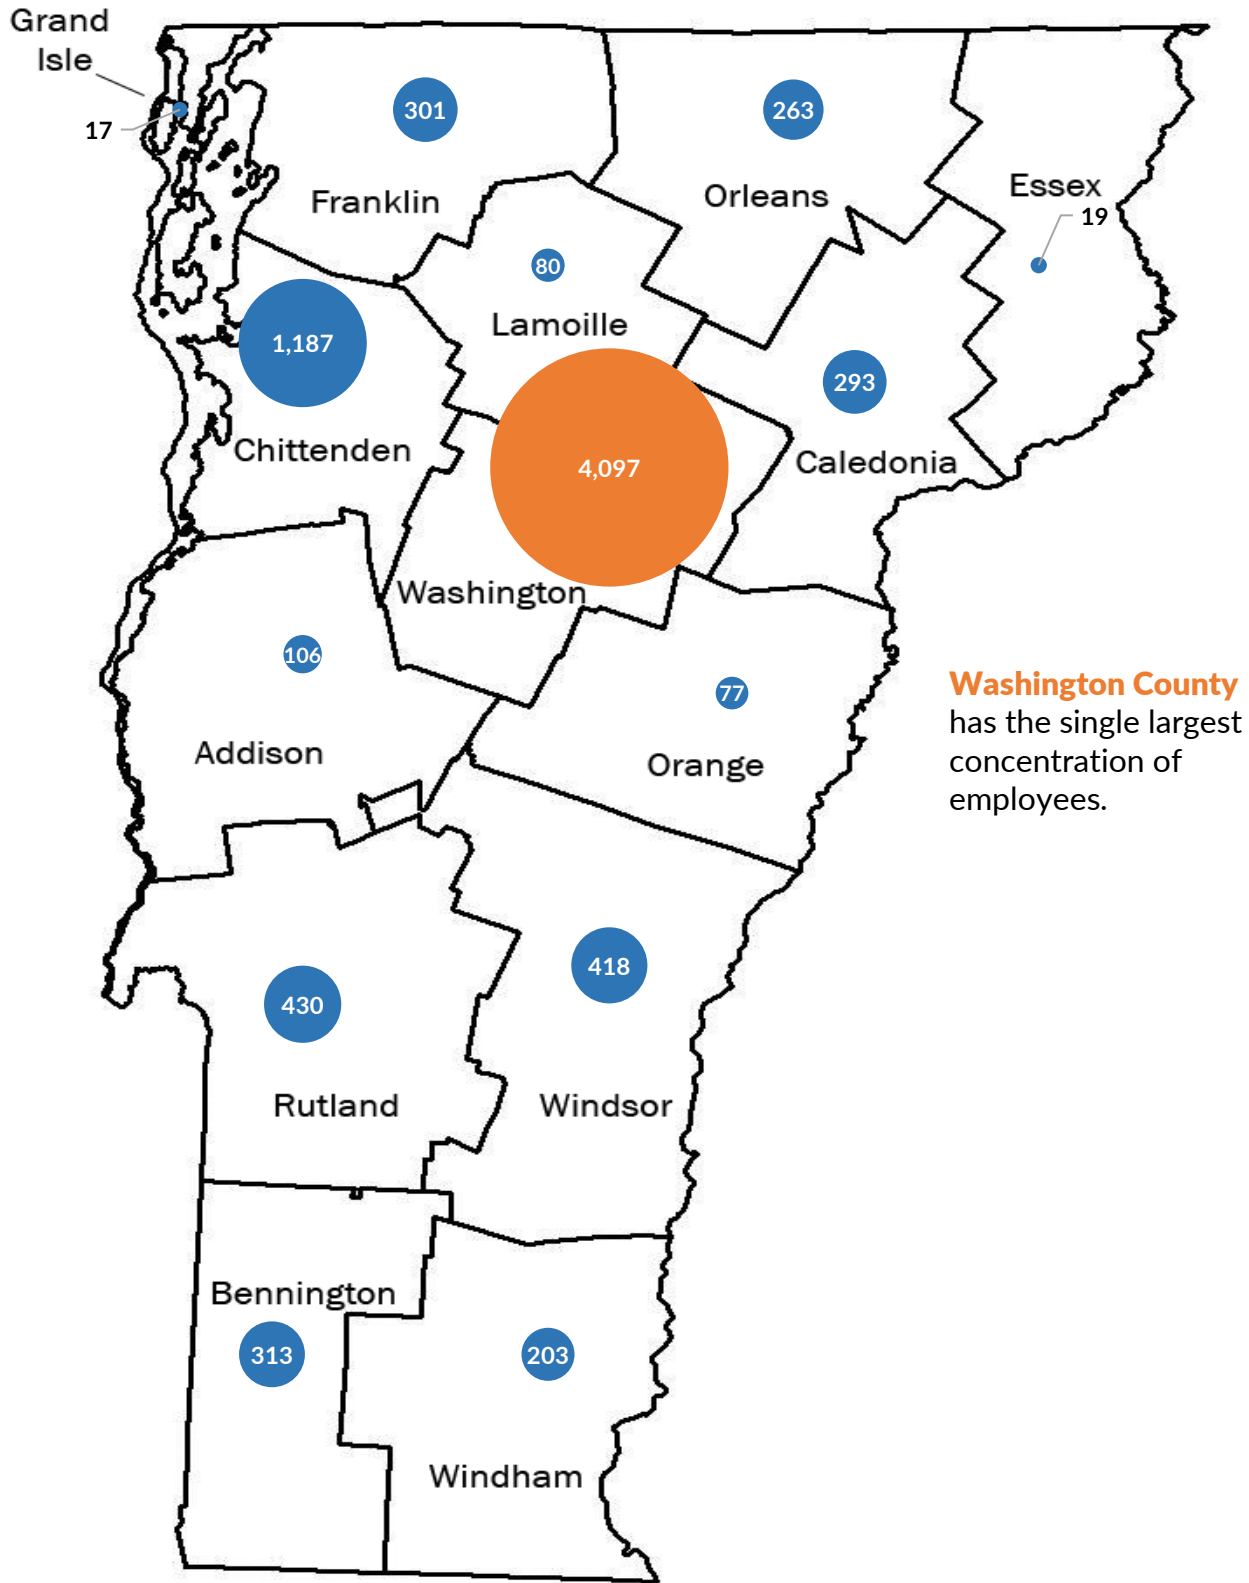 Grand
Isle
17
301
Franklin
263
Orleans
Essex
19
80
Lamoille
1,187
Chittenden
293
Caledonia
4,097
Washington
106
Addison
77
Orange
Washington County
has the single largest
concentration of
employees.
430
Rutland
418
Windsor
Bennington
313
203
Windham